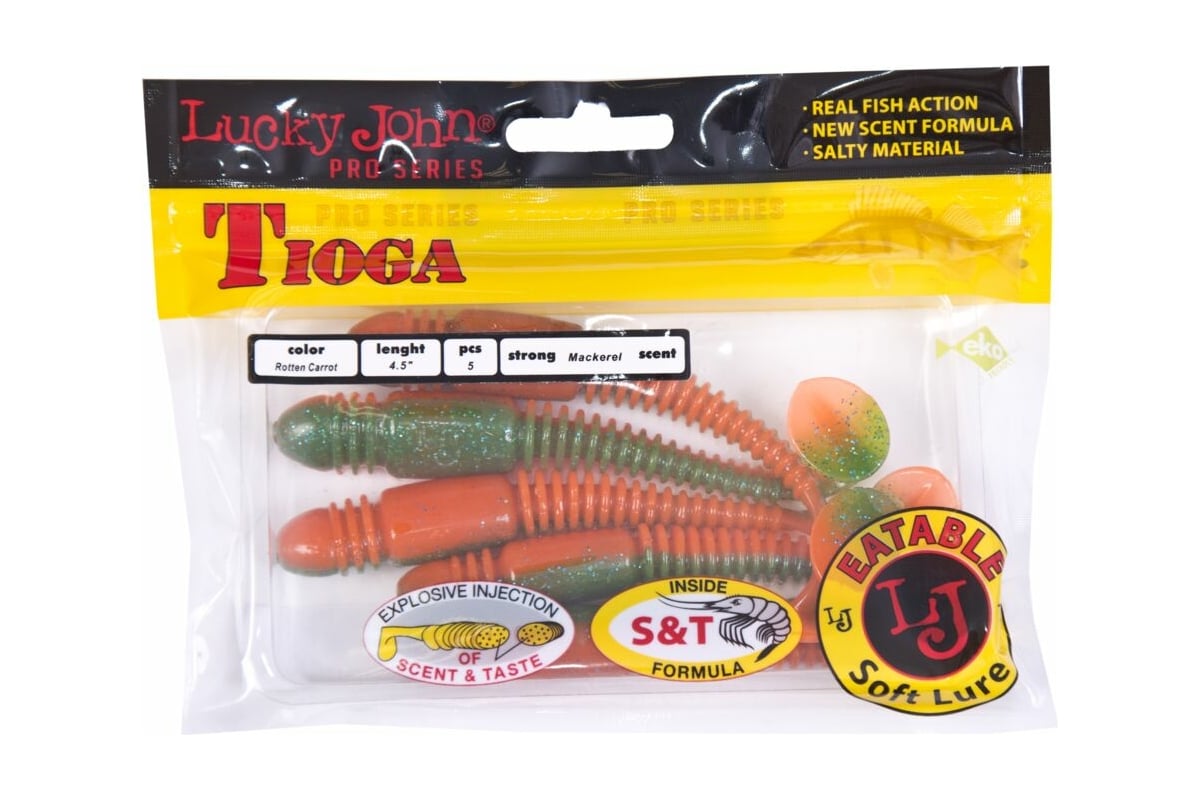 Lucky John®
PRO SERIES
· REAL FISH ACTION
· NEW SCENT FORMULA
· SALTY MATERIAL
PRO SERIES PRO SERIES
TIOGA
color lenght pcs strong Mackerel scent
Rotten Carrot 4.5" 5
eko
EXPLOSIVE INJECTION
OF
SCENT & TASTE
INSIDE
S&T
FORMULA
EATABLE
LJ
LJ
Soft Lure